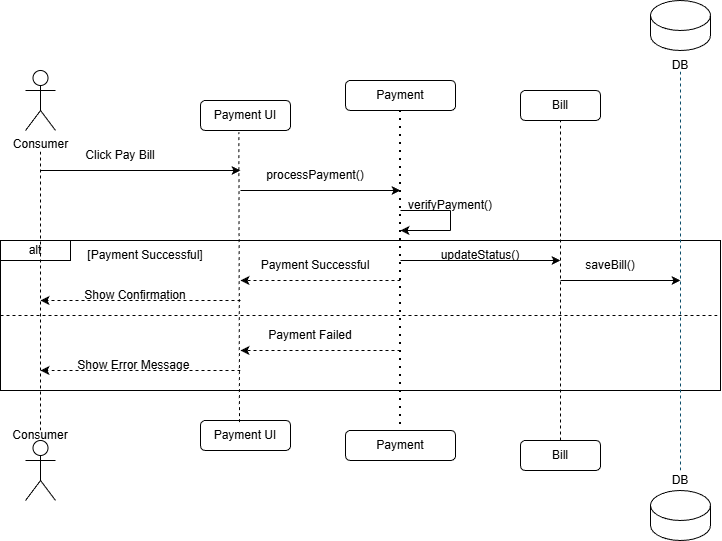 DB
Consumer
Payment UI
Payment
Bill
Click Pay Bill
processPayment()
verifyPayment()
alt
[Payment Successful]
updateStatus()
Payment Successful
saveBill()
Show Confirmation
Payment Failed
Show Error Message
Consumer
Payment UI
Payment
Bill
DB